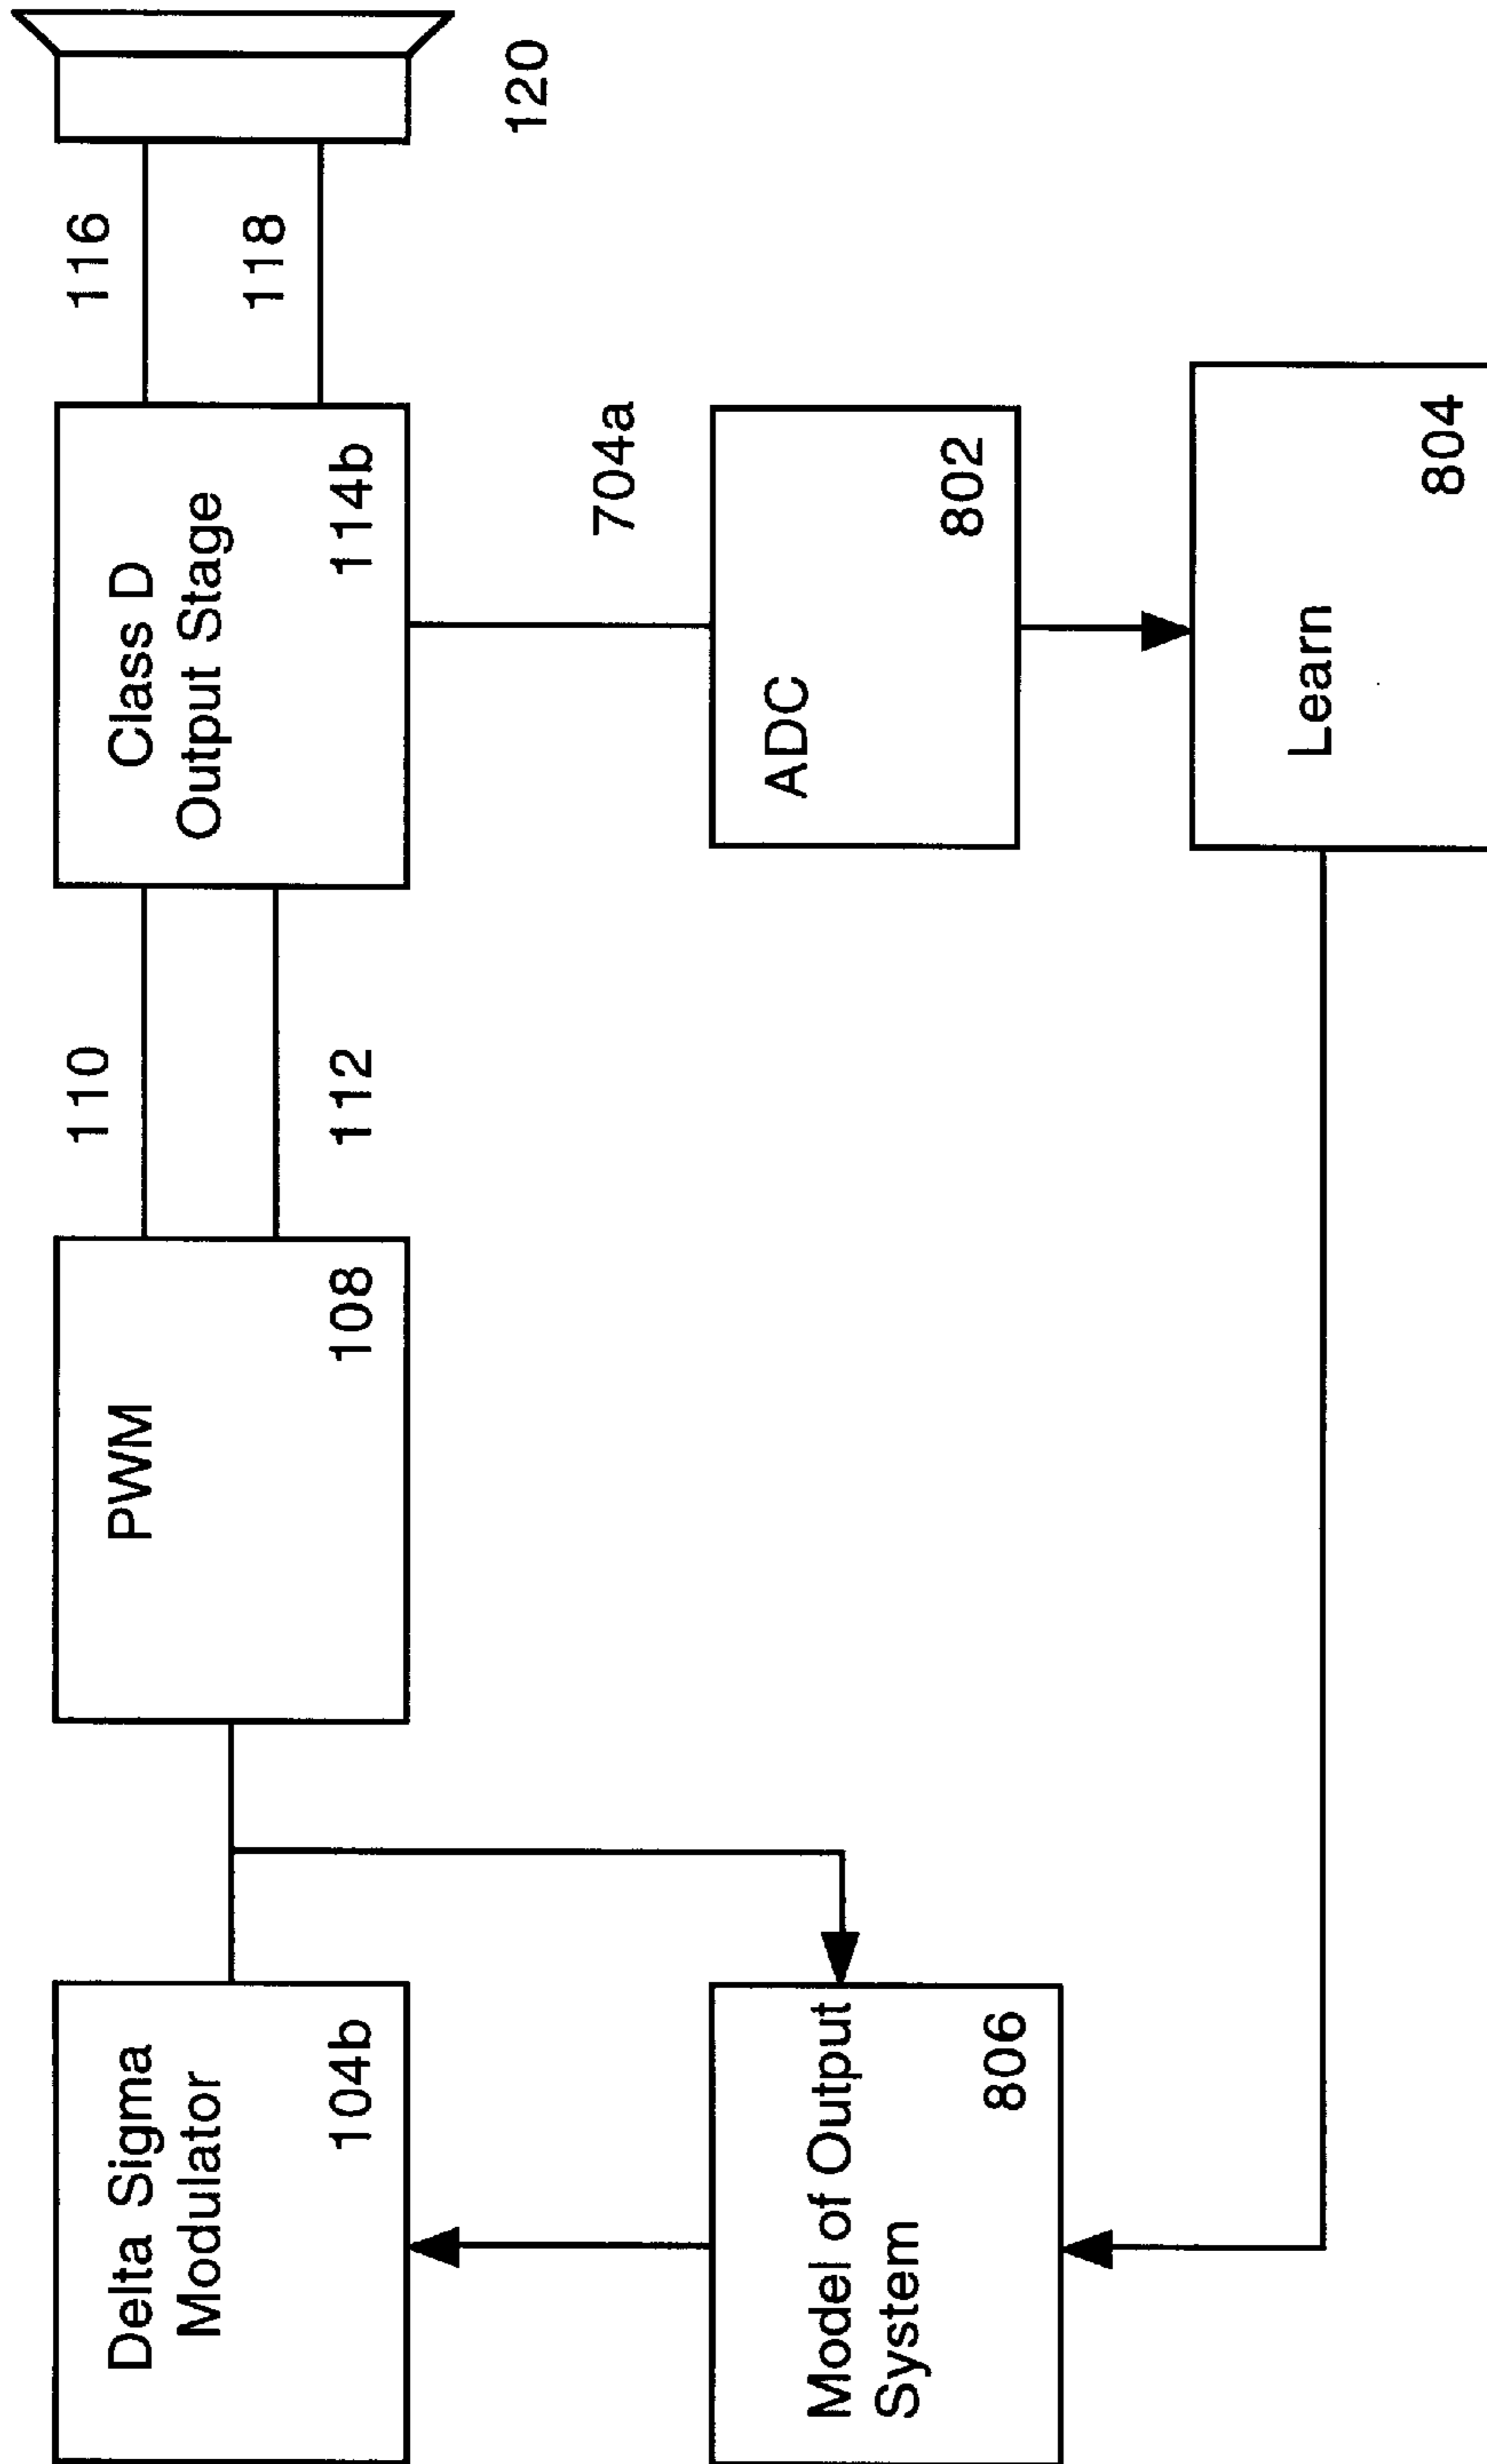 Delta Sigma
Modulator
104b
PWM
108
110
112
Class D
Output Stage
114b
116
118
120
704a
Model of Output
System
806
ADC
802
Learn
804